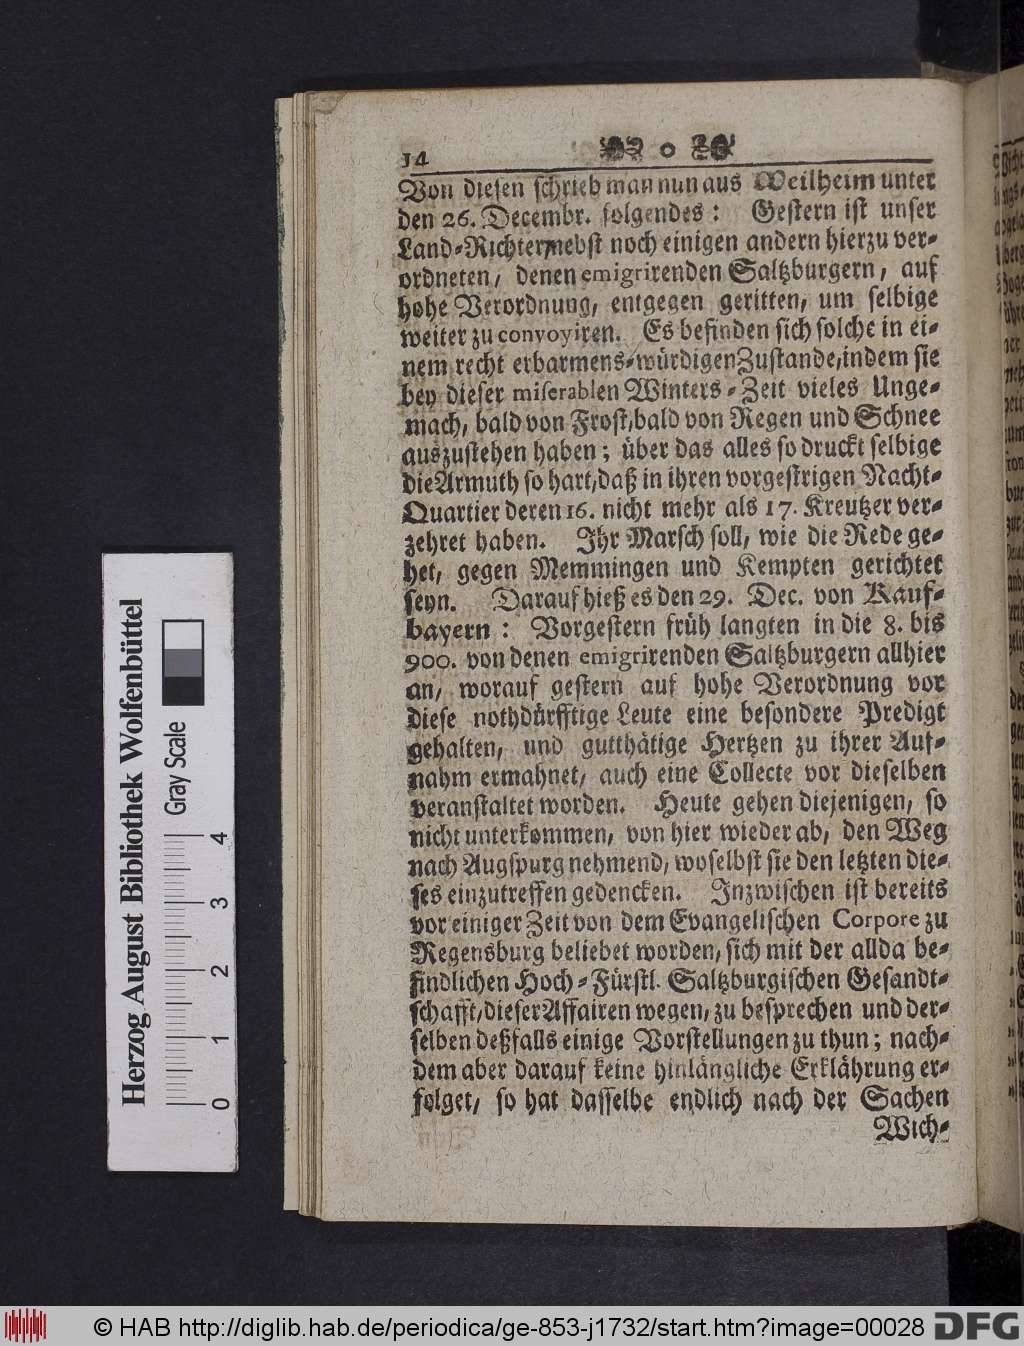 14
Von diesen schrieb man nun aus Weilheim unter
den 26. Decembr. folgendes: Gestern ist unser
Land-Richter, nebst noch einigen andern hierzu ver-
ordneten, denen emigrirenden Saltzburgern, auf
hohe Verordnung, entgegen geritten, um selbige
weiter zu convoyiren. Es befinden sich solche in ei-
nem recht erbarmens-würdigen Zustande, indem sie
bey dieser miserablen Winters-Zeit vieles Unge-
mach, bald von Frost, bald von Regen und Schnee
auszustehen haben; über das alles so druckt selbige
die Armuth so hart, daß in ihren vorgestrigen Nacht-
Quartier deren 16. nicht mehr als 17. Kreutzer ver-
zehret haben. Ihr Marsch soll, wie die Rede ge-
het, gegen Memmingen und Kempten gerichtet
seyn. Darauf hieß es den 29. Dec. von Kauf-
bayern: Vorgestern früh langten in die 8. bis
900. von denen emigrirenden Saltzburgern allhier
an, worauf gestern auf hohe Verordnung vor
diese nothdürfftige Leute eine besondere Predigt
gehalten, und gutthätige Hertzen zu ihrer Auf-
nahm ermahnet, auch eine Collecte vor dieselben
veranstaltet worden. Heute gehen diejenigen, so
nicht unterkommen, von hier wieder ab, den Weg
nach Augspurg nehmend, woselbst sie den letzten die-
ses einzutreffen gedencken. Inzwischen ist bereits
vor einiger Zeit von dem Evangelischen Corpore zu
Regensburg beliebet worden, sich mit der allda be-
findlichen Hoch-Fürstl. Saltzburgischen Gesandt-
schafft, dieser Affairen wegen, zu besprechen und der-
selben deßfalls einige Vorstellungen zu thun; nach-
dem aber darauf keine hinlängliche Erklährung er-
folget, so hat dasselbe endlich nach der Sachen
Wich-
Herzog August Bibliothek Wolfenbüttel
Gray Scale
0 1 2 3 4
© HAB http://diglib.hab.de/periodica/ge-853-j1732/start.htm?image=00028
DFG